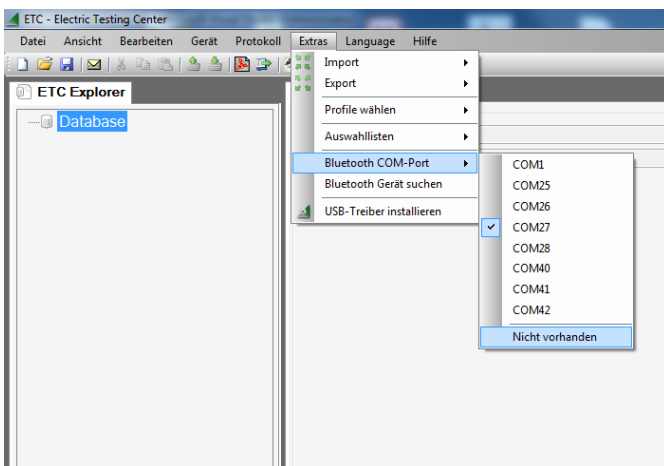 ETC - Electric Testing Center
Datei Ansicht Bearbeiten Gerät Protokoll Extras Language Hilfe
ETC Explorer
Database
Import
Export
Profile wählen
Auswahllisten
Bluetooth COM-Port
Bluetooth Gerät suchen
USB-Treiber installieren
COM1
COM25
COM26
COM27
COM28
COM40
COM41
COM42
Nicht vorhanden